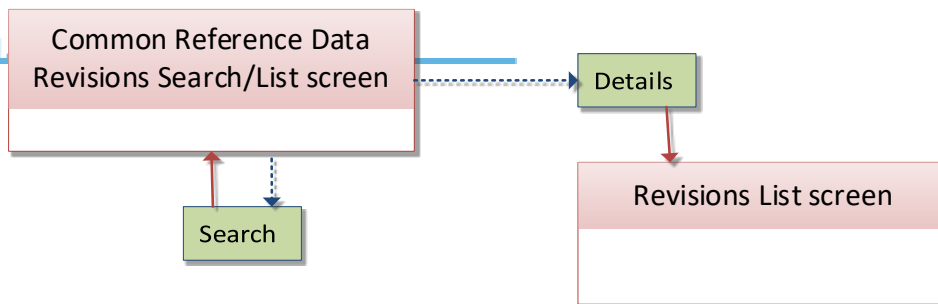 Common Reference Data
Revisions Search/List screen
Details
Revisions List screen
Search